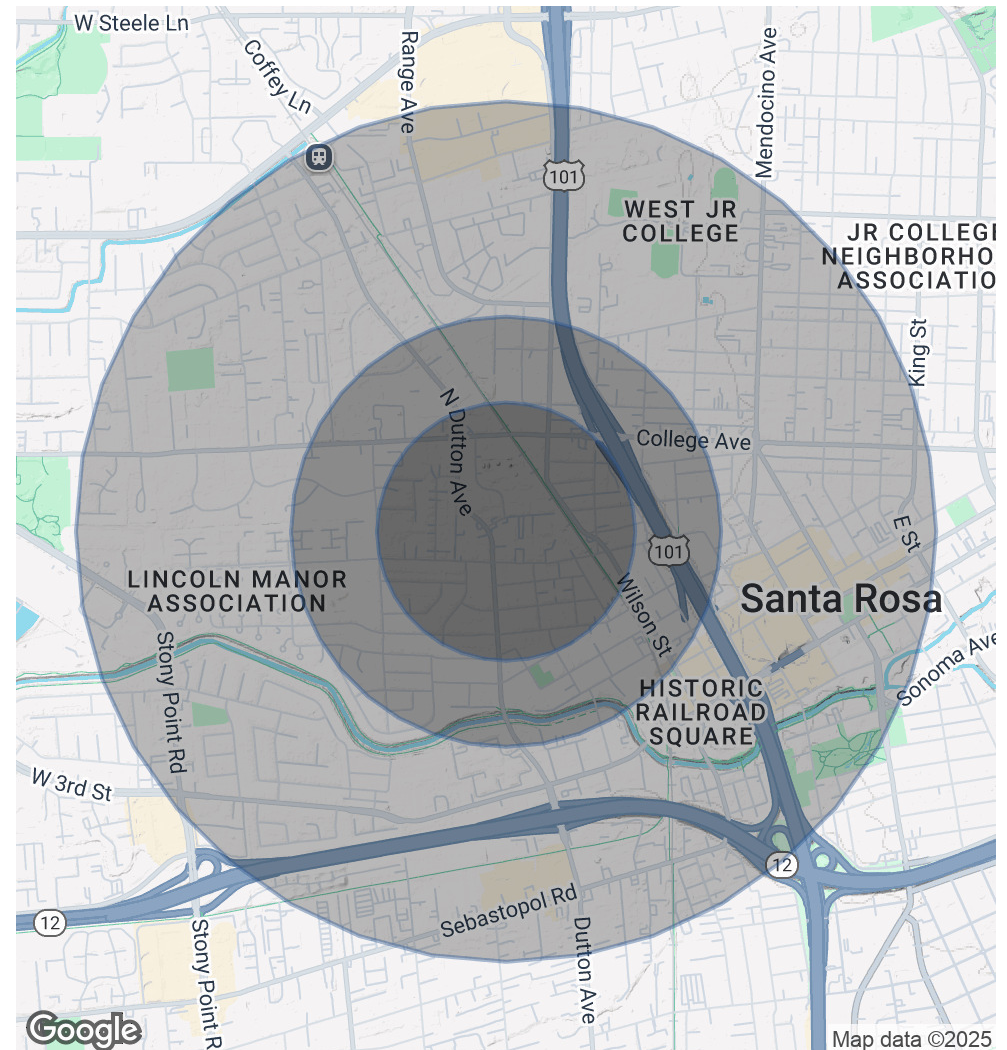 W Steele Ln
Coffey Ln
Range Ave
Mendocino Ave
101
WEST JR
COLLEGE
JR COLLEGE
NEIGHBORHO
ASSOCIATIO
King St
N Dutton Ave
College Ave
E St
101
LINCOLN MANOR
ASSOCIATION
Wilson St
Santa Rosa
Stony Point Rd
Sonoma Ave
HISTORIC
RAILROAD
SQUARE
W 3rd St
12
Sebastopol Rd
12
Stony Point R
Dutton Ave
Google
Map data ©2025